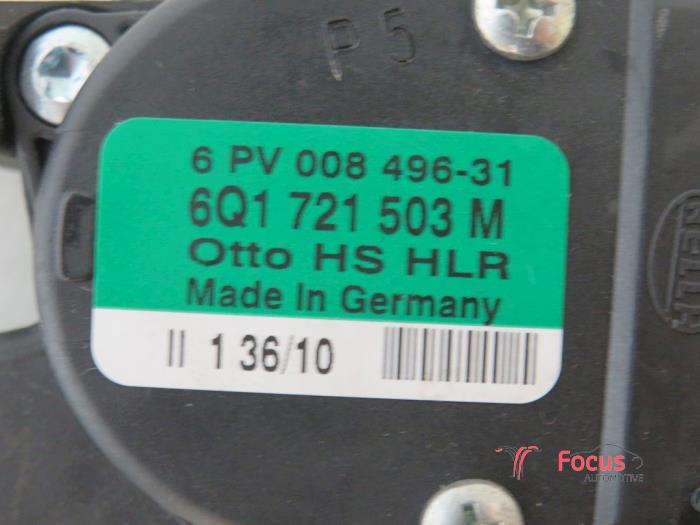 P5
6 PV 008 496-31
6Q1 721 503 M
Otto HS HLR
Made In Germany
II 1 36/10
HELLA
Focus
AUTOMOTIVE